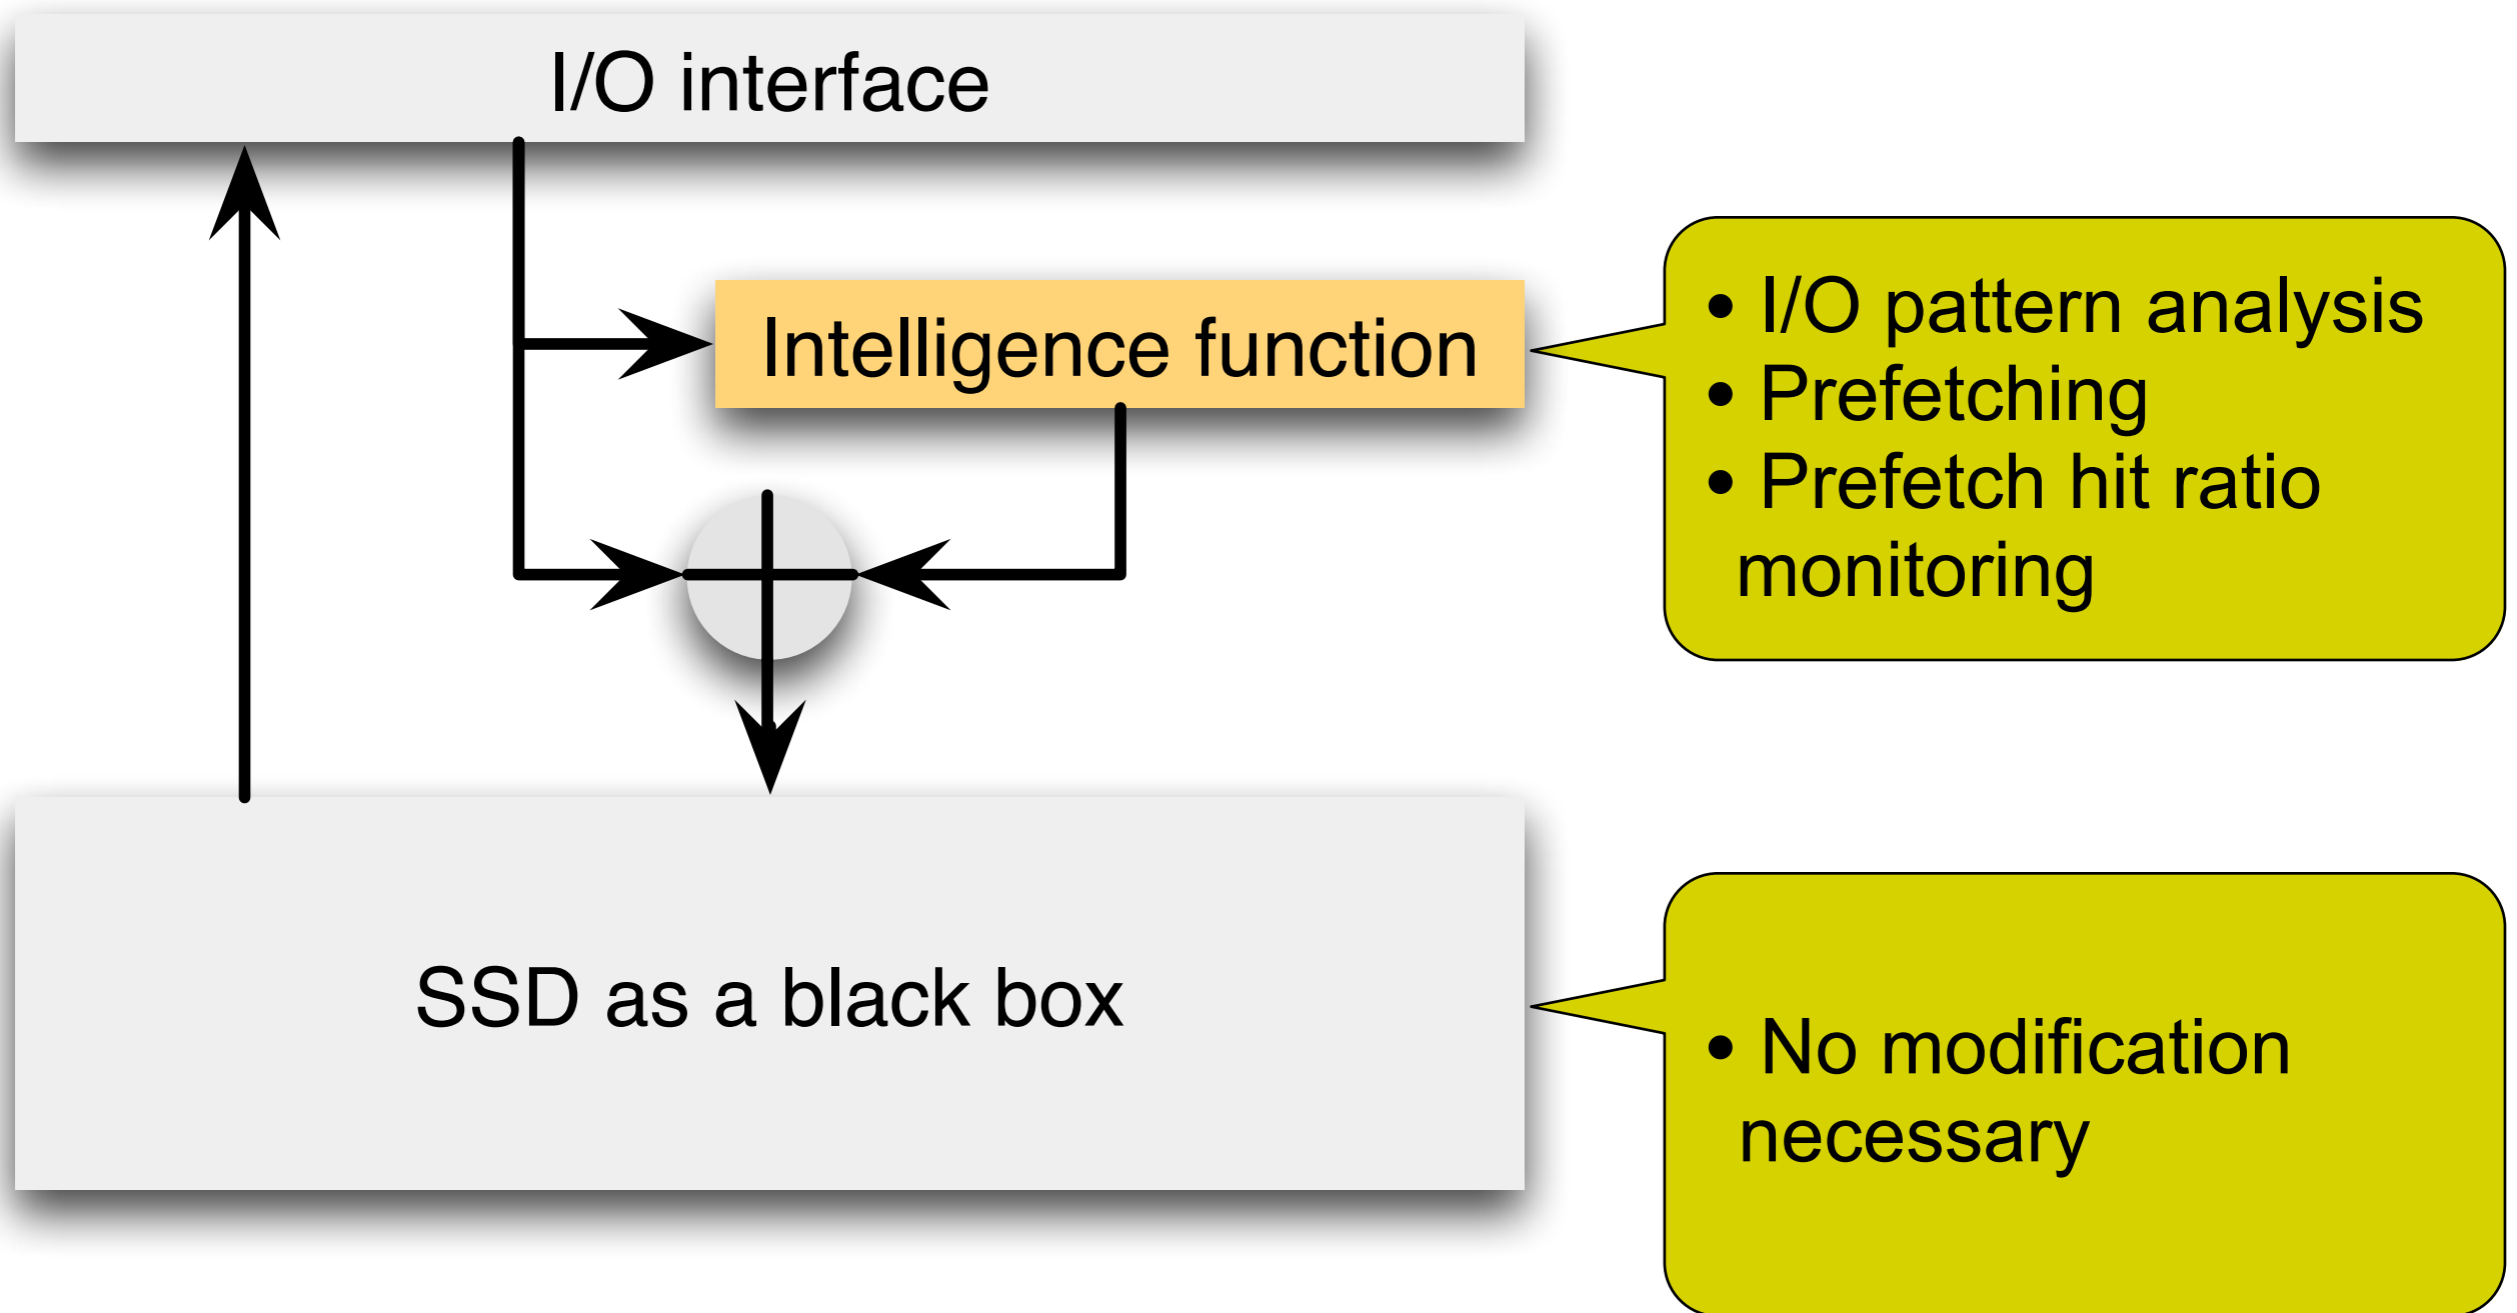 I/O interface
Intelligence function
• I/O pattern analysis
• Prefetching
• Prefetch hit ratio
monitoring
SSD as a black box
• No modification
necessary